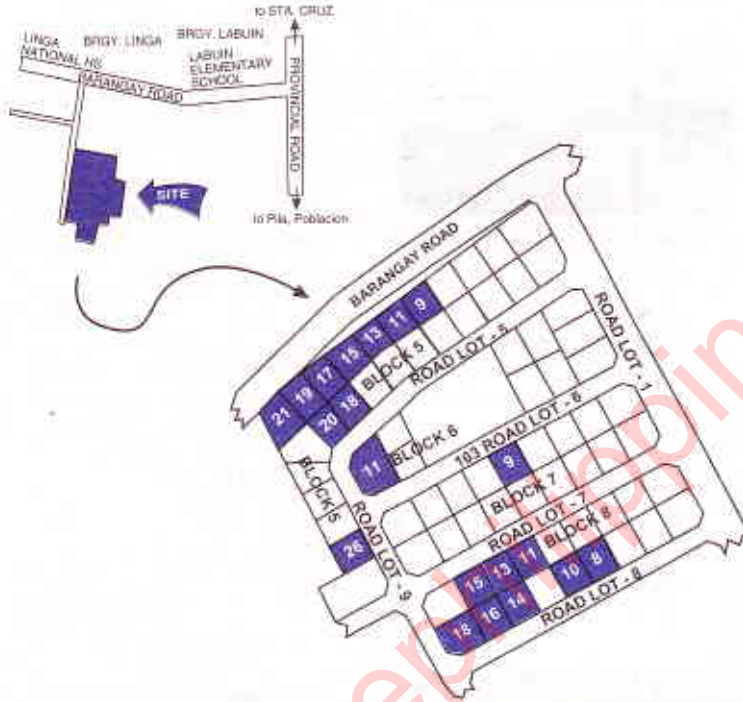 to STA. CRUZ
LINGA
NATIONAL HS
BRGY. LINGA
BRGY. LABUIN
LABUIN
ELEMENTARY
SCHOOL
BARANGAY ROAD
PROVINCIAL ROAD
SITE
to Pila, Poblacion
BARANGAY ROAD
21 19 17 15 13 11 9
20 18
BLOCK 5
ROAD LOT - 5
ROAD LOT - 1
11
BLOCK 6
103 ROAD LOT - 6
9
BLOCK 7
BLOCK 5
26
ROAD LOT - 9
ROAD LOT - 7
BLOCK 8
15 13 11
10 8
18 16 14
ROAD LOT - 8